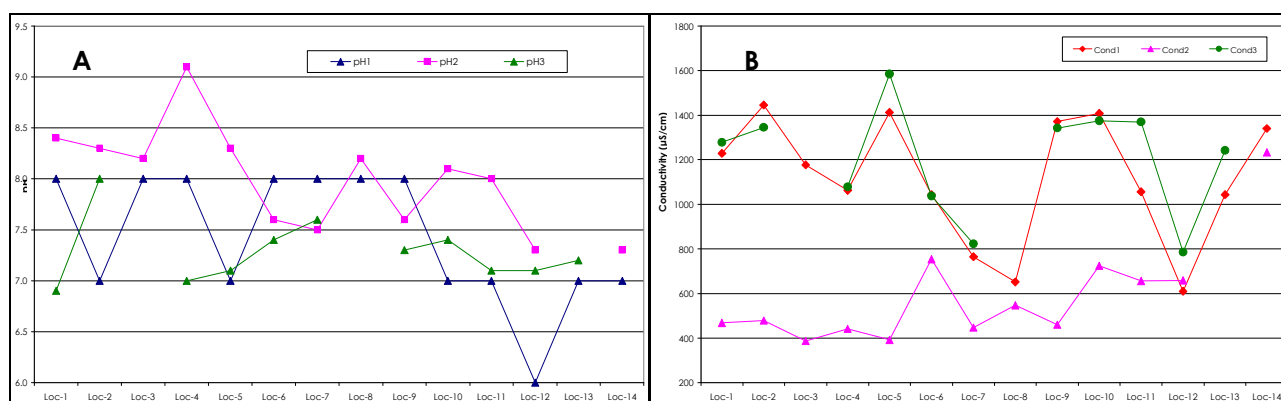 A
pH1 pH2 pH3
9.5
9.0
8.5
8.0
7.5
7.0
6.5
6.0
Loc-1 Loc-2 Loc-3 Loc-4 Loc-5 Loc-6 Loc-7 Loc-8 Loc-9 Loc-10 Loc-11 Loc-12 Loc-13 Loc-14
B
Cond1 Cond2 Cond3
Conductivity (µS/cm)
1800
1600
1400
1200
1000
800
600
400
200
Loc-1 Loc-2 Loc-3 Loc-4 Loc-5 Loc-6 Loc-7 Loc-8 Loc-9 Loc-10 Loc-11 Loc-12 Loc-13 Loc-14